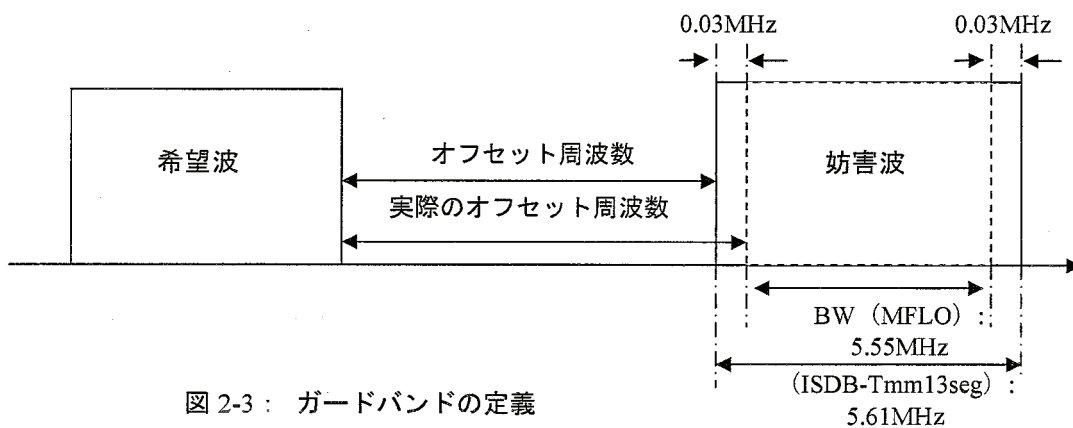 0.03MHz
0.03MHz
希望波
オフセット周波数
妨害波
実際のオフセット周波数
BW（MFLO）:
5.55MHz
(ISDB-Tmm13seg）:
5.61MHz
図 2-3： ガードバンドの定義